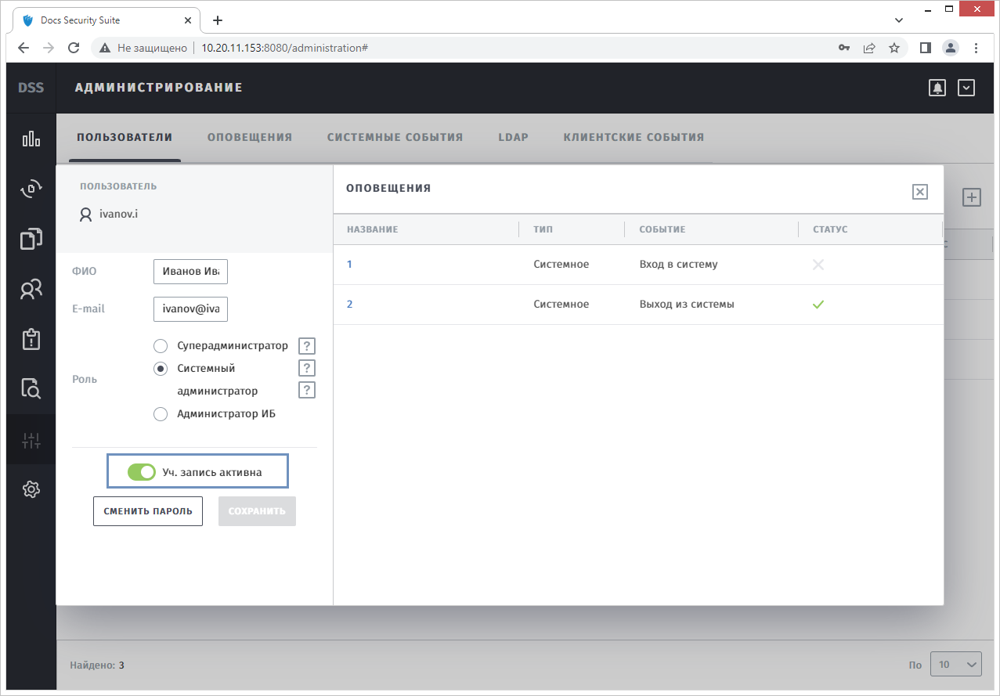 Docs Security Suite
Не защищено 10.20.11.153:8080/administration#
DSS АДМИНИСТРИРОВАНИЕ
ПОЛЬЗОВАТЕЛИ ОПОВЕЩЕНИЯ СИСТЕМНЫЕ СОБЫТИЯ LDAP КЛИЕНТСКИЕ СОБЫТИЯ
ПОЛЬЗОВАТЕЛЬ
ivanov.i
ФИО Иванов Ива
E-mail ivanov@iva
Роль
Суперадминистратор ?
Системный ?
администратор ?
Администратор ИБ
Уч. запись активна
СМЕНИТЬ ПАРОЛЬ СОХРАНИТЬ
ОПОВЕЩЕНИЯ
НАЗВАНИЕ ТИП СОБЫТИЕ СТАТУС
1 Системное Вход в систему
2 Системное Выход из системы
Найдено: 3 По 10